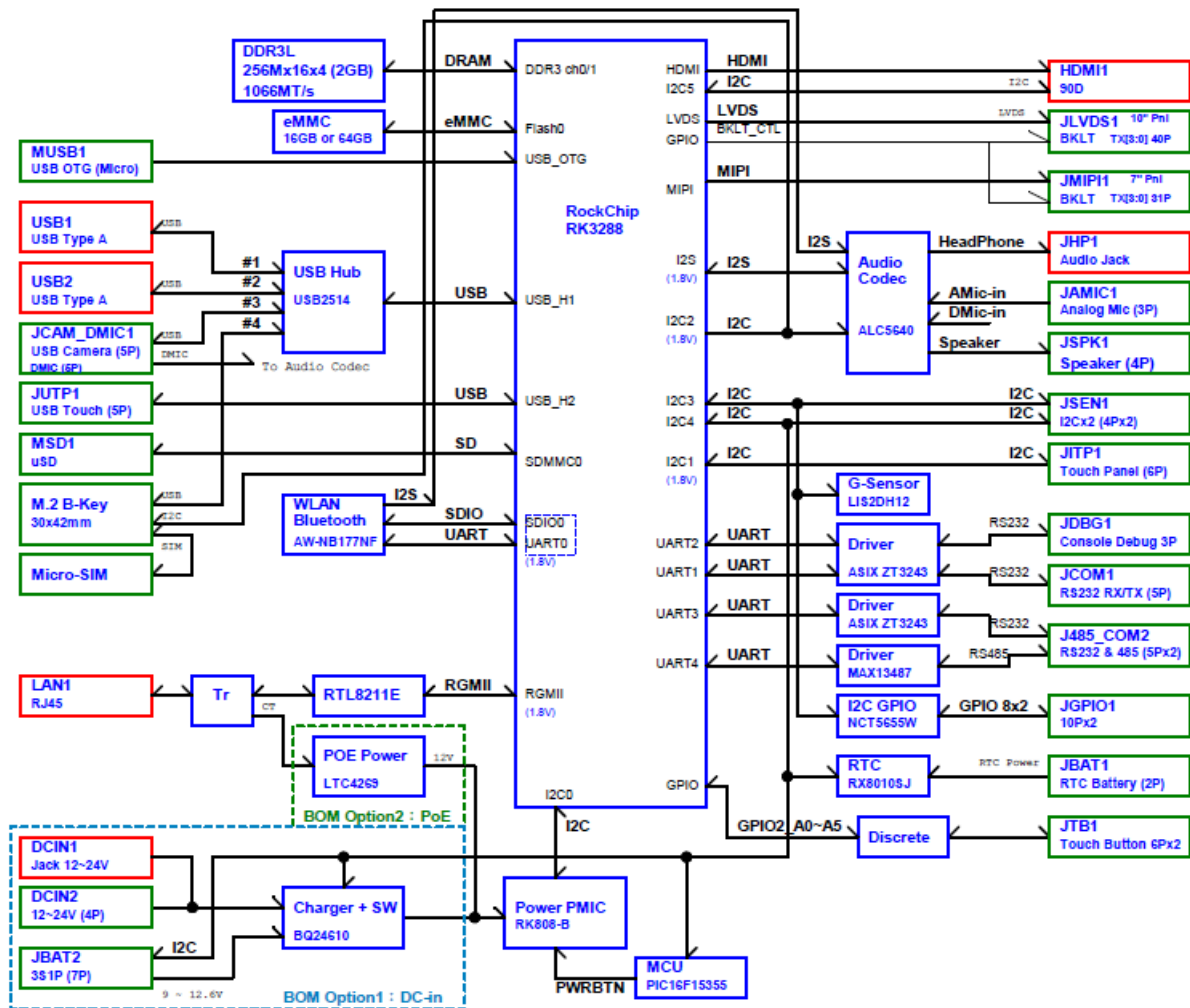 DDR3L
256Mx16x4 (2GB)
1066MT/s
DRAM
DDR3 ch0/1
eMMC
16GB or 64GB
eMMC
Flash0
MUSB1
USB OTG (Micro)
USB_OTG
USB1
USB Type A
USB
#1
USB2
USB Type A
USB
#2
#3
#4
USB Hub
USB2514
USB
USB_H1
JCAM_DMIC1
USB Camera (5P)
DMIC (5P)
USB
DMIC
To Audio Codec
JUTP1
USB Touch (5P)
USB
USB_H2
MSD1
uSD
SD
SDMMC0
M.2 B-Key
30x42mm
USB
I2C
SIM
Micro-SIM
WLAN
Bluetooth
AW-NB177NF
I2S
SDIO
UART
SDIO0
UART0
(1.8V)
LAN1
RJ45
Tr
CT
RTL8211E
RGMII
RGMII
(1.8V)
POE Power
LTC4269
12V
BOM Option2 : PoE
RockChip
RK3288
HDMI
I2C5
LVDS
GPIO
MIPI
I2S
(1.8V)
I2C2
(1.8V)
I2C3
I2C4
I2C1
(1.8V)
UART2
UART1
UART3
UART4
GPIO
I2C0
HDMI
I2C
I2C
HDMI1
90D
LVDS
BKLT_CTL
LVDS
JLVDS1 10" Pnl
BKLT TX[3:0] 40P
MIPI
JMIPI1 7" Pnl
BKLT TX[3:0] 31P
I2S
I2S
I2C
Audio
Codec
ALC5640
HeadPhone
JHP1
Audio Jack
AMic-in
DMic-in
JAMIC1
Analog Mic (3P)
Speaker
JSPK1
Speaker (4P)
I2C
I2C
I2C
I2C
JSEN1
I2Cx2 (4Px2)
I2C
I2C
JITP1
Touch Panel (6P)
G-Sensor
LIS2DH12
UART
UART
Driver
ASIX ZT3243
RS232
JDBG1
Console Debug 3P
RS232
JCOM1
RS232 RX/TX (5P)
UART
Driver
ASIX ZT3243
RS232
J485_COM2
RS232 & 485 (5Px2)
UART
Driver
MAX13487
RS485
I2C GPIO
NCT5655W
GPIO 8x2
JGPIO1
10Px2
RTC
RX8010SJ
RTC Power
JBAT1
RTC Battery (2P)
GPIO2_A0~A5
Discrete
JTB1
Touch Button 6Px2
DCIN1
Jack 12~24V
DCIN2
12~24V (4P)
JBAT2
3S1P (7P)
I2C
9 ~ 12.6V
Charger + SW
BQ24610
BOM Option1 : DC-in
I2C
Power PMIC
RK808-B
PWRBTN
MCU
PIC16F15355